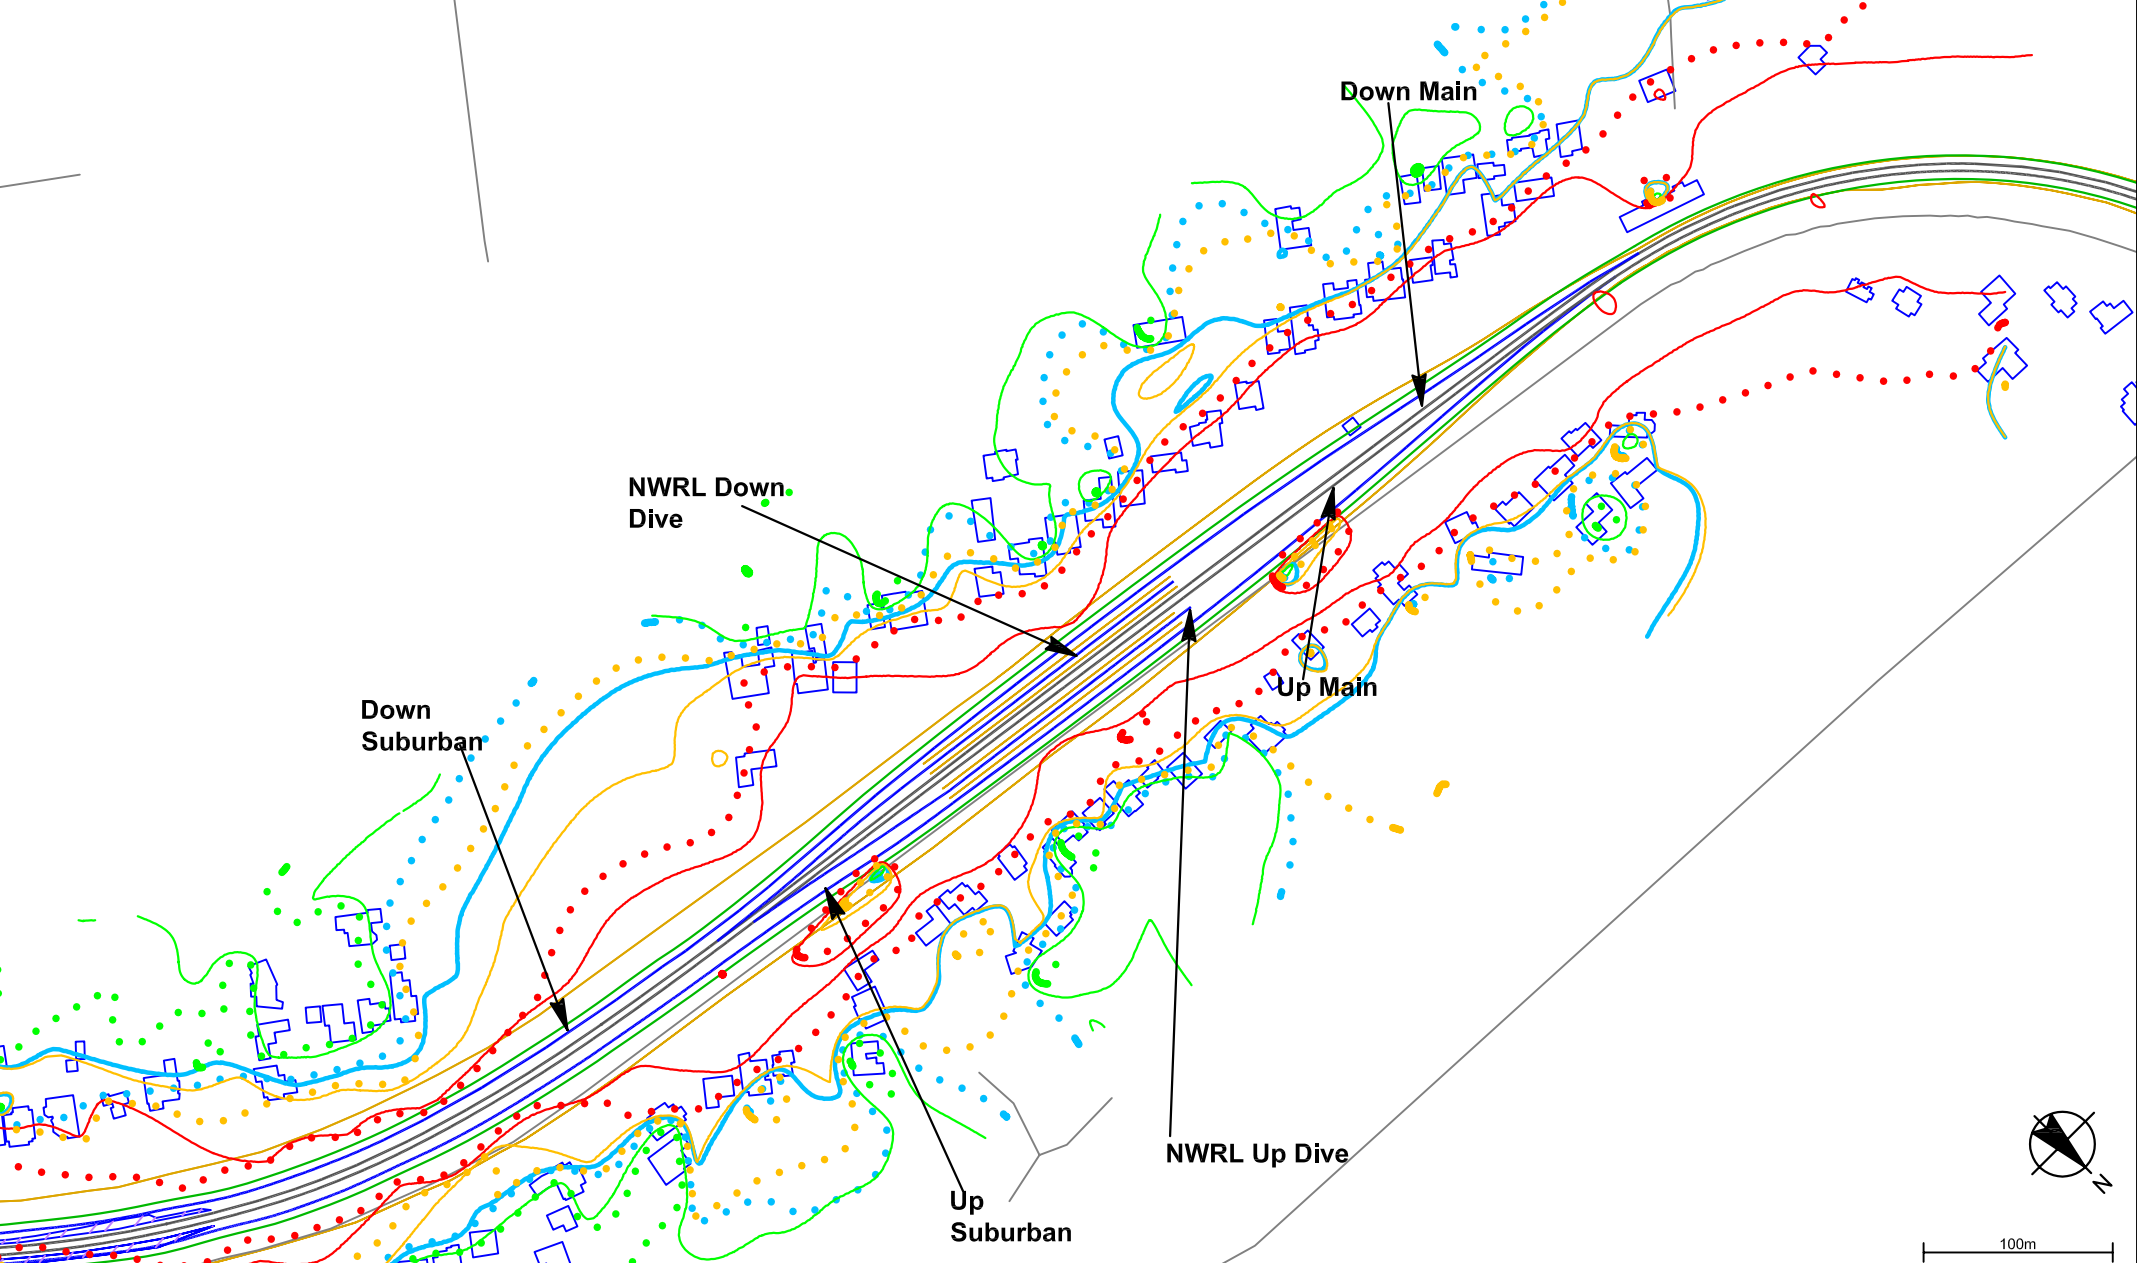 Down Main
NWRL Down
Dive
Down
Suburban
Up Main
NWRL Up Dive
Up
Suburban
N
100m